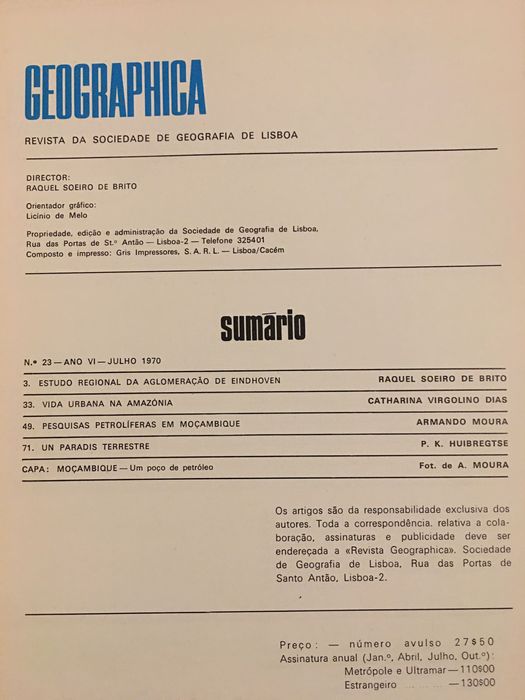 GEOGRAPHICA
REVISTA DA SOCIEDADE DE GEOGRAFIA DE LISBOA
DIRECTOR:
RAQUEL SOEIRO DE BRITO
Orientador gráfico:
Licínio de Melo
Propriedade, edição e administração da Sociedade de Geografia de Lisboa,
Rua das Portas de St.º Antão — Lisboa-2 — Telefone 325401
Composto e impresso: Gris Impressores, S. A. R. L. — Lisboa/Cacém
sumário
N.º 23 — ANO VI — JULHO 1970
3. ESTUDO REGIONAL DA AGLOMERAÇÃO DE EINDHOVEN RAQUEL SOEIRO DE BRITO
33. VIDA URBANA NA AMAZÓNIA CATHARINA VIRGOLINO DIAS
49. PESQUISAS PETROLÍFERAS EM MOÇAMBIQUE ARMANDO MOURA
71. UN PARADIS TERRESTRE P. K. HUIBREGTSE
CAPA: MOÇAMBIQUE — Um poço de petróleo Fot. de A. MOURA
Os artigos são da responsabilidade exclusiva dos
autores. Toda a correspondência. relativa a cola-
boração, assinaturas e publicidade deve ser
endereçada a «Revista Geographica». Sociedade
de Geografia de Lisboa, Rua das Portas de
Santo Antão, Lisboa-2.
Preço: — número avulso 27$50
Assinatura anual (Jan.º, Abril, Julho, Out.º):
Metrópole e Ultramar — 110$00
Estrangeiro ... ... ... — 130$00